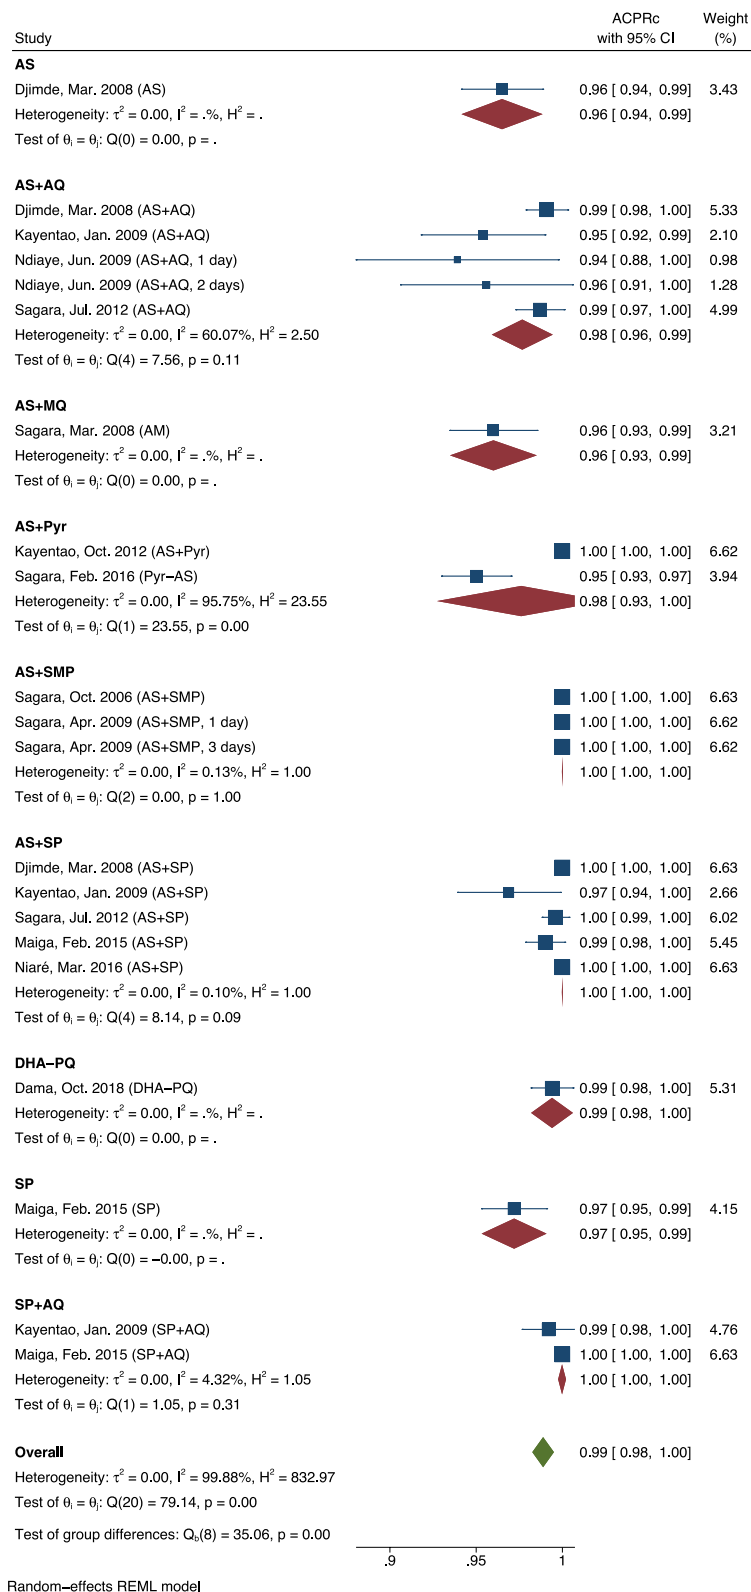 ACPRc Weight
Study with 95% CI (%)
AS
Djimde, Mar. 2008 (AS) 0.96 [ 0.94, 0.99] 3.43
Heterogeneity: τ² = 0.00, I² = .%, H² = . 0.96 [ 0.94, 0.99]
Test of θᵢ = θⱼ: Q(0) = 0.00, p = .
AS+AQ
Djimde, Mar. 2008 (AS+AQ) 0.99 [ 0.98, 1.00] 5.33
Kayentao, Jan. 2009 (AS+AQ) 0.95 [ 0.92, 0.99] 2.10
Ndiaye, Jun. 2009 (AS+AQ, 1 day) 0.94 [ 0.88, 1.00] 0.98
Ndiaye, Jun. 2009 (AS+AQ, 2 days) 0.96 [ 0.91, 1.00] 1.28
Sagara, Jul. 2012 (AS+AQ) 0.99 [ 0.97, 1.00] 4.99
Heterogeneity: τ² = 0.00, I² = 60.07%, H² = 2.50 0.98 [ 0.96, 0.99]
Test of θᵢ = θⱼ: Q(4) = 7.56, p = 0.11
AS+MQ
Sagara, Mar. 2008 (AM) 0.96 [ 0.93, 0.99] 3.21
Heterogeneity: τ² = 0.00, I² = .%, H² = . 0.96 [ 0.93, 0.99]
Test of θᵢ = θⱼ: Q(0) = 0.00, p = .
AS+Pyr
Kayentao, Oct. 2012 (AS+Pyr) 1.00 [ 1.00, 1.00] 6.62
Sagara, Feb. 2016 (Pyr−AS) 0.95 [ 0.93, 0.97] 3.94
Heterogeneity: τ² = 0.00, I² = 95.75%, H² = 23.55 0.98 [ 0.93, 1.00]
Test of θᵢ = θⱼ: Q(1) = 23.55, p = 0.00
AS+SMP
Sagara, Oct. 2006 (AS+SMP) 1.00 [ 1.00, 1.00] 6.63
Sagara, Apr. 2009 (AS+SMP, 1 day) 1.00 [ 1.00, 1.00] 6.62
Sagara, Apr. 2009 (AS+SMP, 3 days) 1.00 [ 1.00, 1.00] 6.62
Heterogeneity: τ² = 0.00, I² = 0.13%, H² = 1.00 1.00 [ 1.00, 1.00]
Test of θᵢ = θⱼ: Q(2) = 0.00, p = 1.00
AS+SP
Djimde, Mar. 2008 (AS+SP) 1.00 [ 1.00, 1.00] 6.63
Kayentao, Jan. 2009 (AS+SP) 0.97 [ 0.94, 1.00] 2.66
Sagara, Jul. 2012 (AS+SP) 1.00 [ 0.99, 1.00] 6.02
Maiga, Feb. 2015 (AS+SP) 0.99 [ 0.98, 1.00] 5.45
Niaré, Mar. 2016 (AS+SP) 1.00 [ 1.00, 1.00] 6.63
Heterogeneity: τ² = 0.00, I² = 0.10%, H² = 1.00 1.00 [ 1.00, 1.00]
Test of θᵢ = θⱼ: Q(4) = 8.14, p = 0.09
DHA−PQ
Dama, Oct. 2018 (DHA−PQ) 0.99 [ 0.98, 1.00] 5.31
Heterogeneity: τ² = 0.00, I² = .%, H² = . 0.99 [ 0.98, 1.00]
Test of θᵢ = θⱼ: Q(0) = 0.00, p = .
SP
Maiga, Feb. 2015 (SP) 0.97 [ 0.95, 0.99] 4.15
Heterogeneity: τ² = 0.00, I² = .%, H² = . 0.97 [ 0.95, 0.99]
Test of θᵢ = θⱼ: Q(0) = −0.00, p = .
SP+AQ
Kayentao, Jan. 2009 (SP+AQ) 0.99 [ 0.98, 1.00] 4.76
Maiga, Feb. 2015 (SP+AQ) 1.00 [ 1.00, 1.00] 6.63
Heterogeneity: τ² = 0.00, I² = 4.32%, H² = 1.05 1.00 [ 1.00, 1.00]
Test of θᵢ = θⱼ: Q(1) = 1.05, p = 0.31
Overall 0.99 [ 0.98, 1.00]
Heterogeneity: τ² = 0.00, I² = 99.88%, H² = 832.97
Test of θᵢ = θⱼ: Q(20) = 79.14, p = 0.00
Test of group differences: Q_b(8) = 35.06, p = 0.00
.9 .95 1
Random−effects REML model